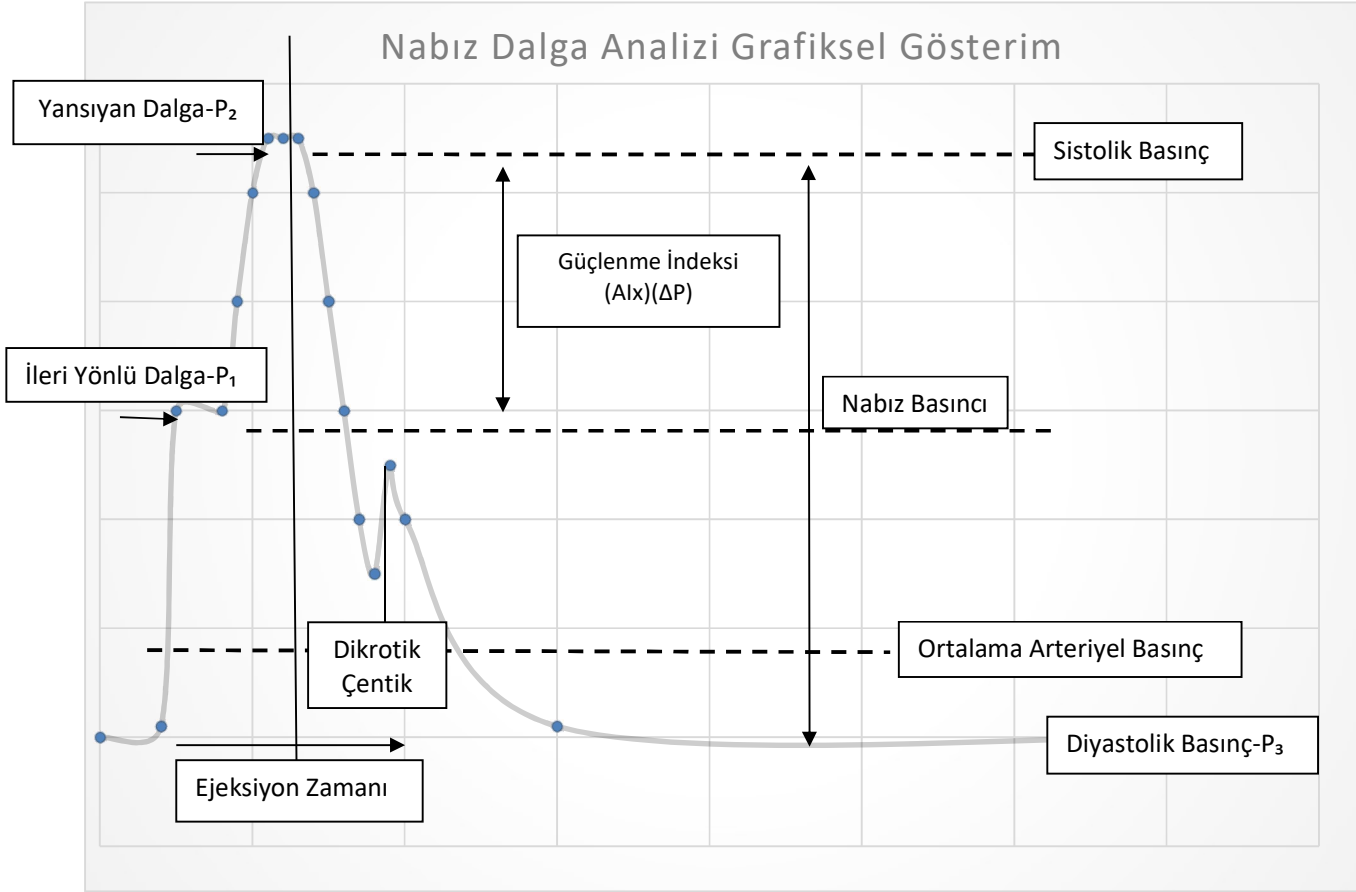 Nabız Dalga Analizi Grafiksel Gösterim
Yansıyan Dalga-P₂
Sistolik Basınç
Güçlenme İndeksi
(AIx)(ΔP)
İleri Yönlü Dalga-P₁
Nabız Basıncı
Dikrotik
Çentik
Ortalama Arteriyel Basınç
Diyastolik Basınç-P₃
Ejeksiyon Zamanı